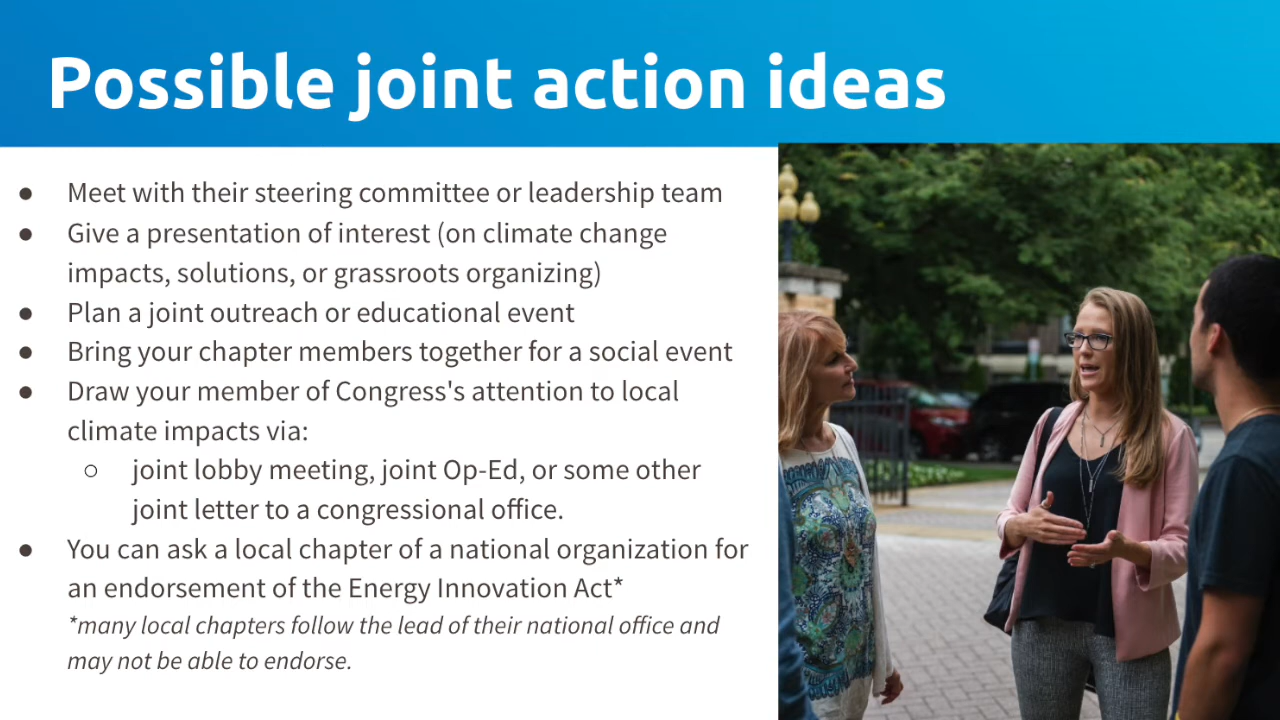 Possible joint action ideas
● Meet with their steering committee or leadership team
● Give a presentation of interest (on climate change
impacts, solutions, or grassroots organizing)
● Plan a joint outreach or educational event
● Bring your chapter members together for a social event
● Draw your member of Congress's attention to local
climate impacts via:
○ joint lobby meeting, joint Op-Ed, or some other
joint letter to a congressional office.
● You can ask a local chapter of a national organization for
an endorsement of the Energy Innovation Act*
*many local chapters follow the lead of their national office and
may not be able to endorse.